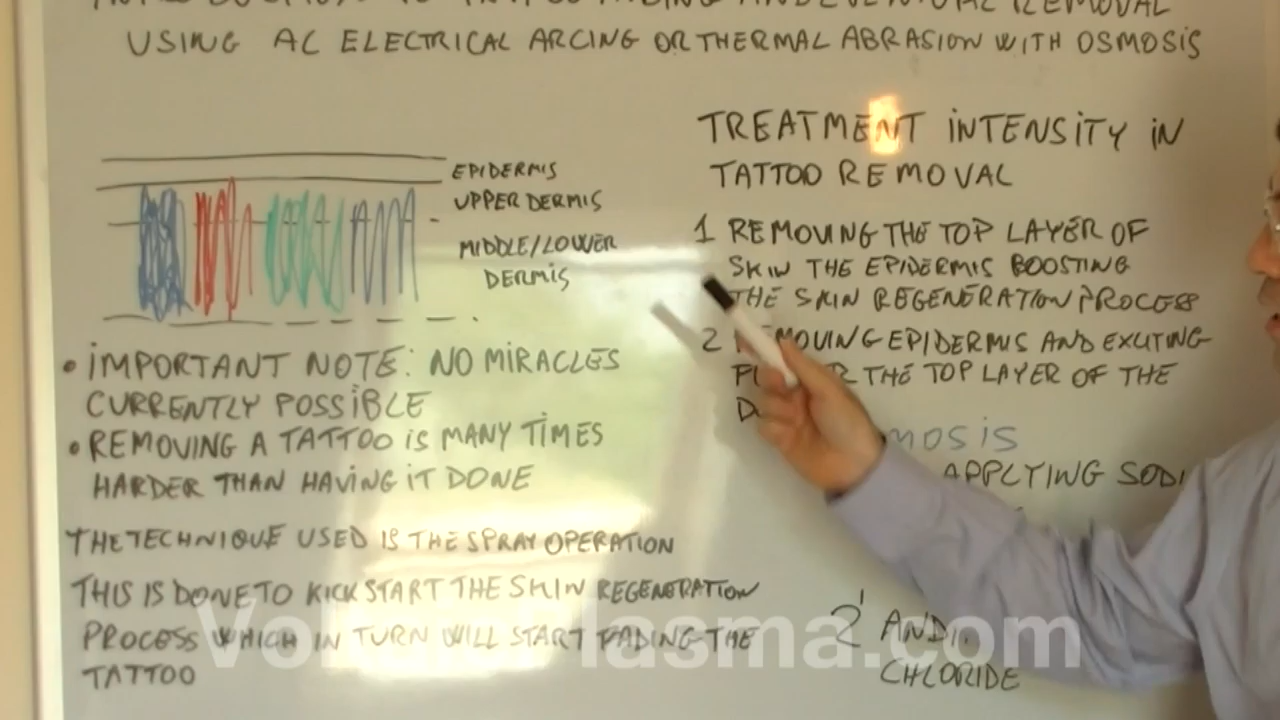 USING AC ELECTRICAL ARCING OR THERMAL ABRASION WITH OSMOSIS
EPIDERMIS
UPPER DERMIS
MIDDLE/LOWER
DERMIS
• IMPORTANT NOTE: NO MIRACLES
CURRENTLY POSSIBLE
• REMOVING A TATTOO IS MANY TIMES
HARDER THAN HAVING IT DONE
THE TECHNIQUE USED IS THE SPRAY OPERATION
THIS IS DONE TO KICK START THE SKIN REGENERATION
PROCESS WHICH IN TURN WILL START FADING THE
TATTOO
TREATMENT INTENSITY IN
TATTOO REMOVAL
1 REMOVING THE TOP LAYER OF
SKIN THE EPIDERMIS BOOSTING
THE SKIN REGENERATION PROCESS
2 REMOVING EPIDERMIS AND EXCITING
THE TOP LAYER OF THE
APPLYING
2
CHLORIDE